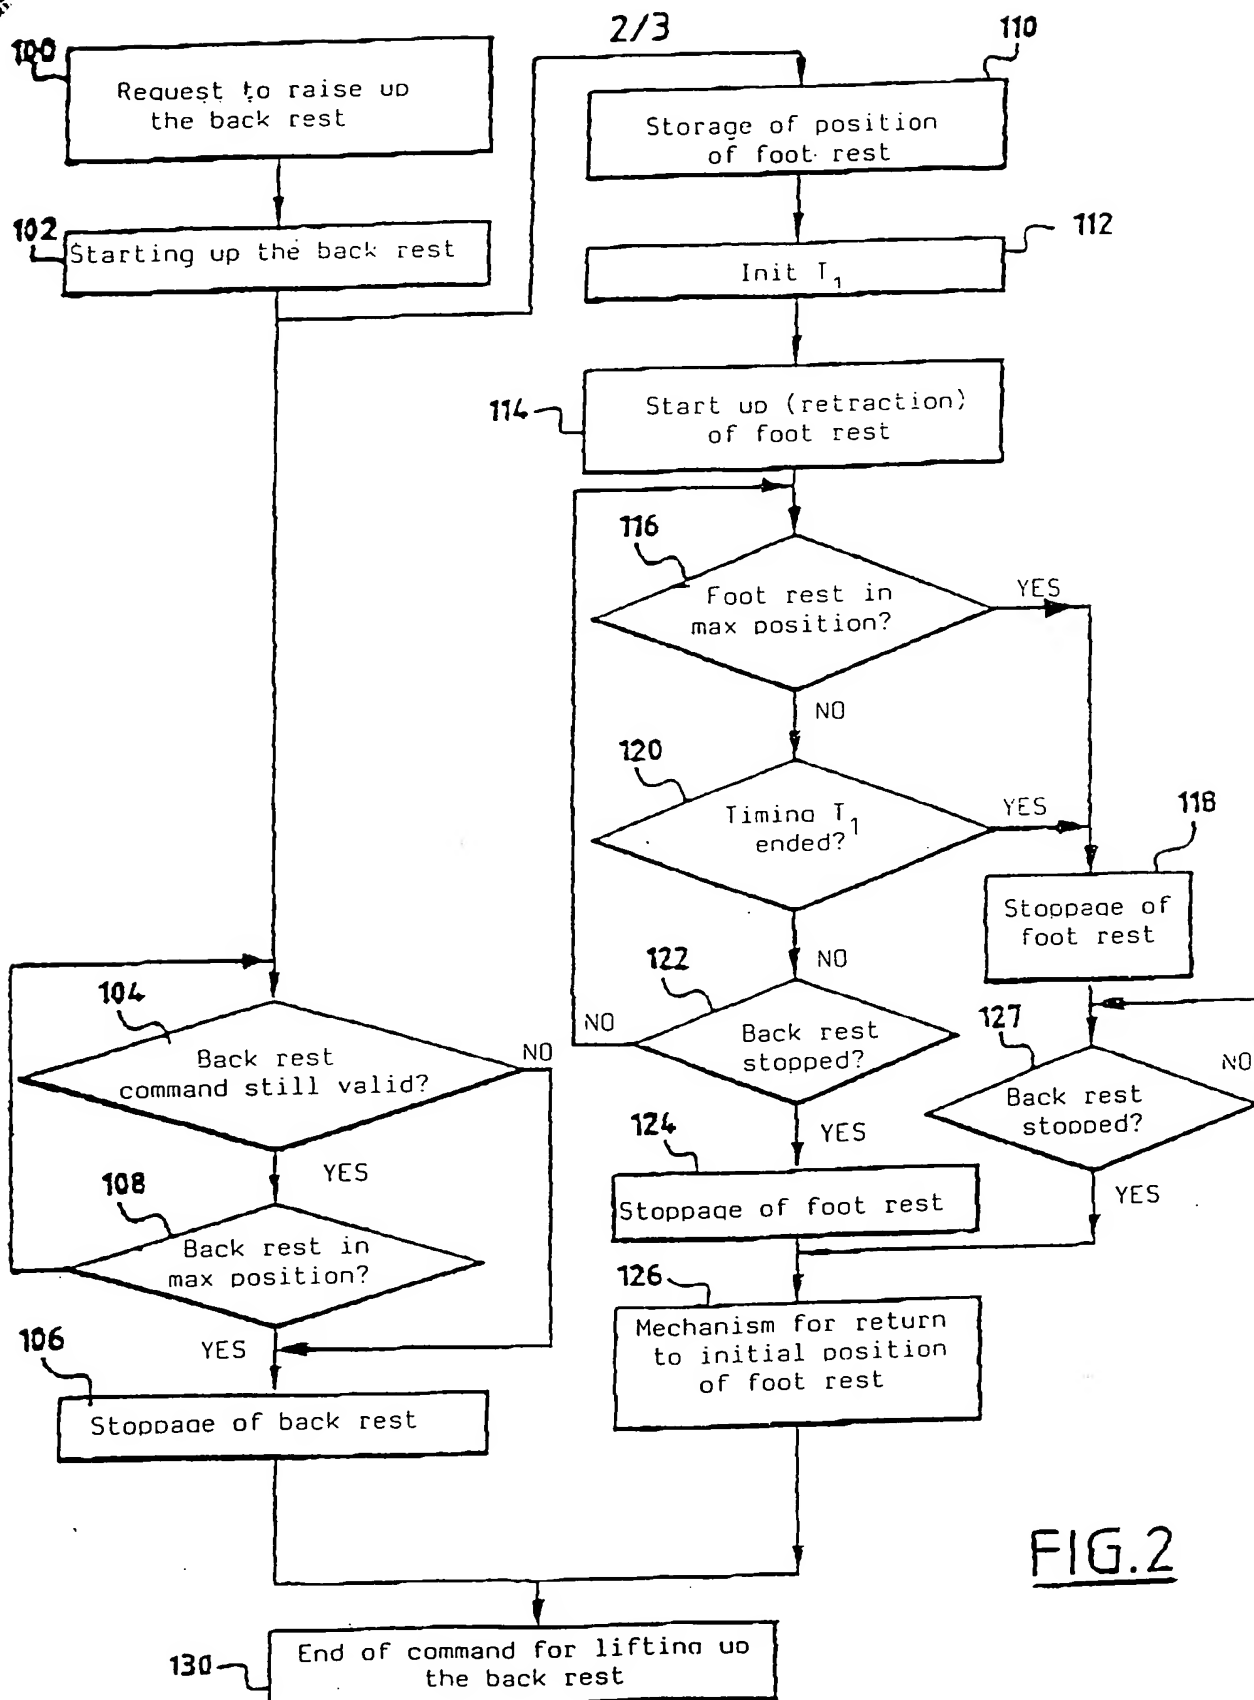 2/3
100
Request to raise up
the back rest
102
Starting up the back rest
110
Storage of position
of foot rest
112
Init T1
114
Start up (retraction)
of foot rest
116
Foot rest in
max position?
YES
NO
120
Timing T1
ended?
YES
NO
118
Stoppage of
foot rest
122
Back rest
stopped?
NO
YES
127
Back rest
stopped?
NO
YES
104
Back rest
command still valid?
NO
YES
108
Back rest in
max position?
YES
124
Stoppage of foot rest
126
Mechanism for return
to initial position
of foot rest
106
Stoppage of back rest
130
End of command for lifting up
the back rest
FIG.2